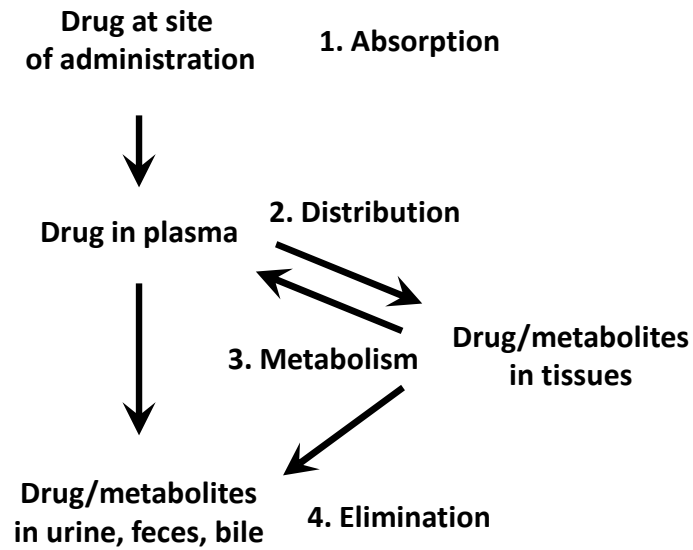 Drug at site
of administration
1. Absorption
2. Distribution
Drug in plasma
3. Metabolism
Drug/metabolites
in tissues
Drug/metabolites
in urine, feces, bile
4. Elimination